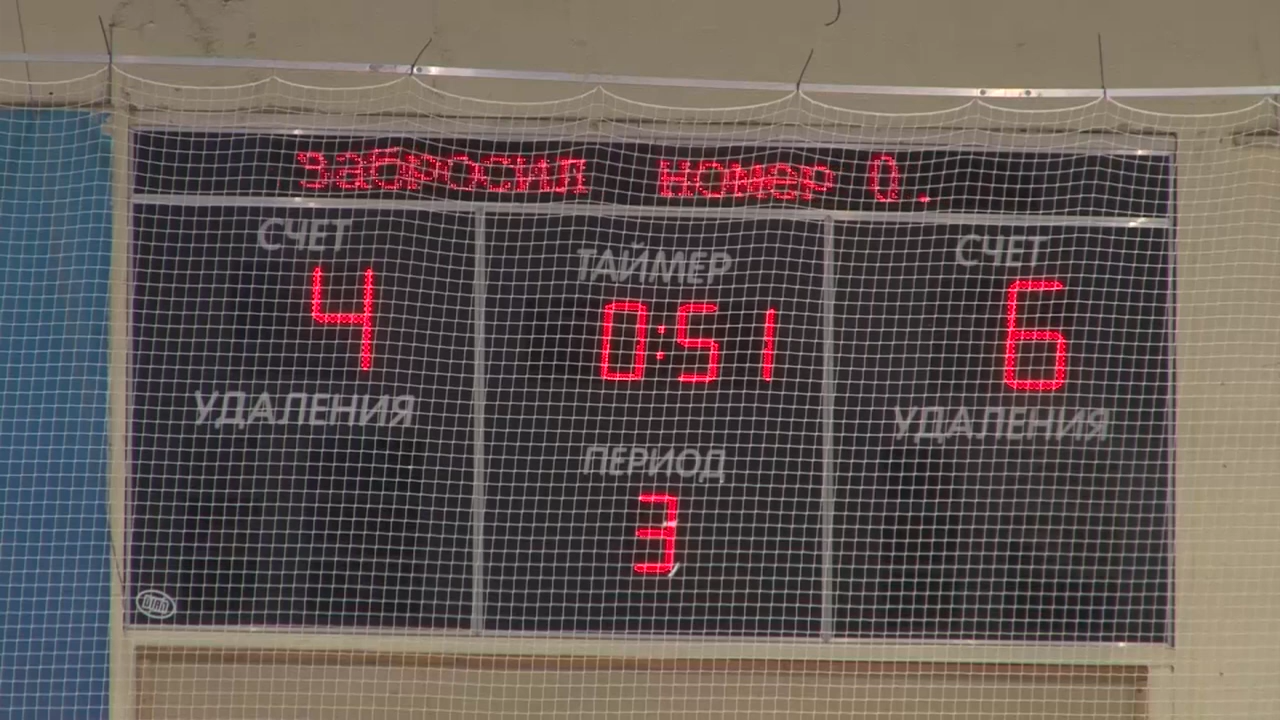 забросил номер 0.
СЧЕТ
4
УДАЛЕНИЯ
ТАЙМЕР
0:51
ПЕРИОД
3
СЧЕТ
6
УДАЛЕНИЯ